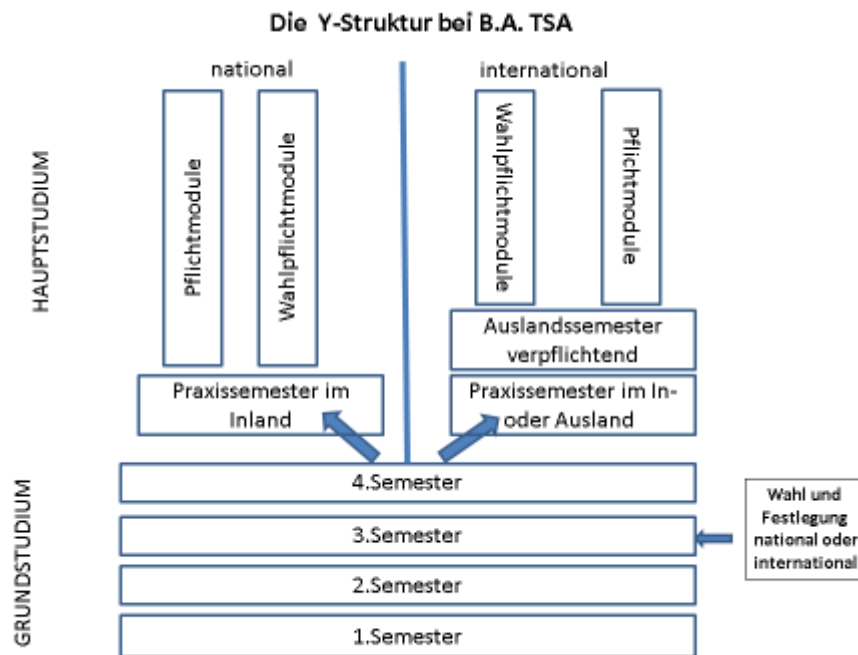 Die Y-Struktur bei B.A. TSA
national
international
HAUPTSTUDIUM
Pflichtmodule
Wahlpflichtmodule
Wahlpflichtmodule
Pflichtmodule
Auslandssemester
verpflichtend
Praxissemester im
Inland
Praxissemester im In-
oder Ausland
GRUNDSTUDIUM
4.Semester
3.Semester
2.Semester
1.Semester
Wahl und
Festlegung
national oder
international